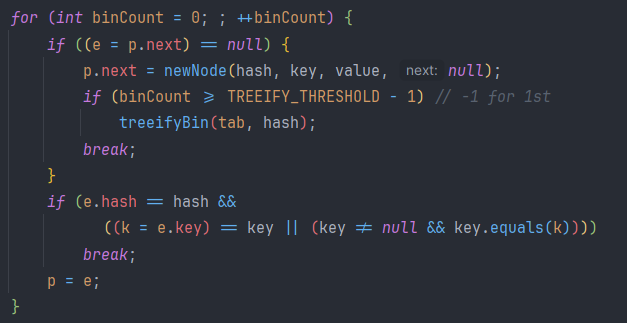 for (int binCount = 0; ; ++binCount) {
    if ((e = p.next) == null) {
        p.next = newNode(hash, key, value, next: null);
        if (binCount >= TREEIFY_THRESHOLD - 1) // -1 for 1st
            treeifyBin(tab, hash);
        break;
    }
    if (e.hash == hash &&
            ((k = e.key) == key || (key != null && key.equals(k))))
        break;
    p = e;
}